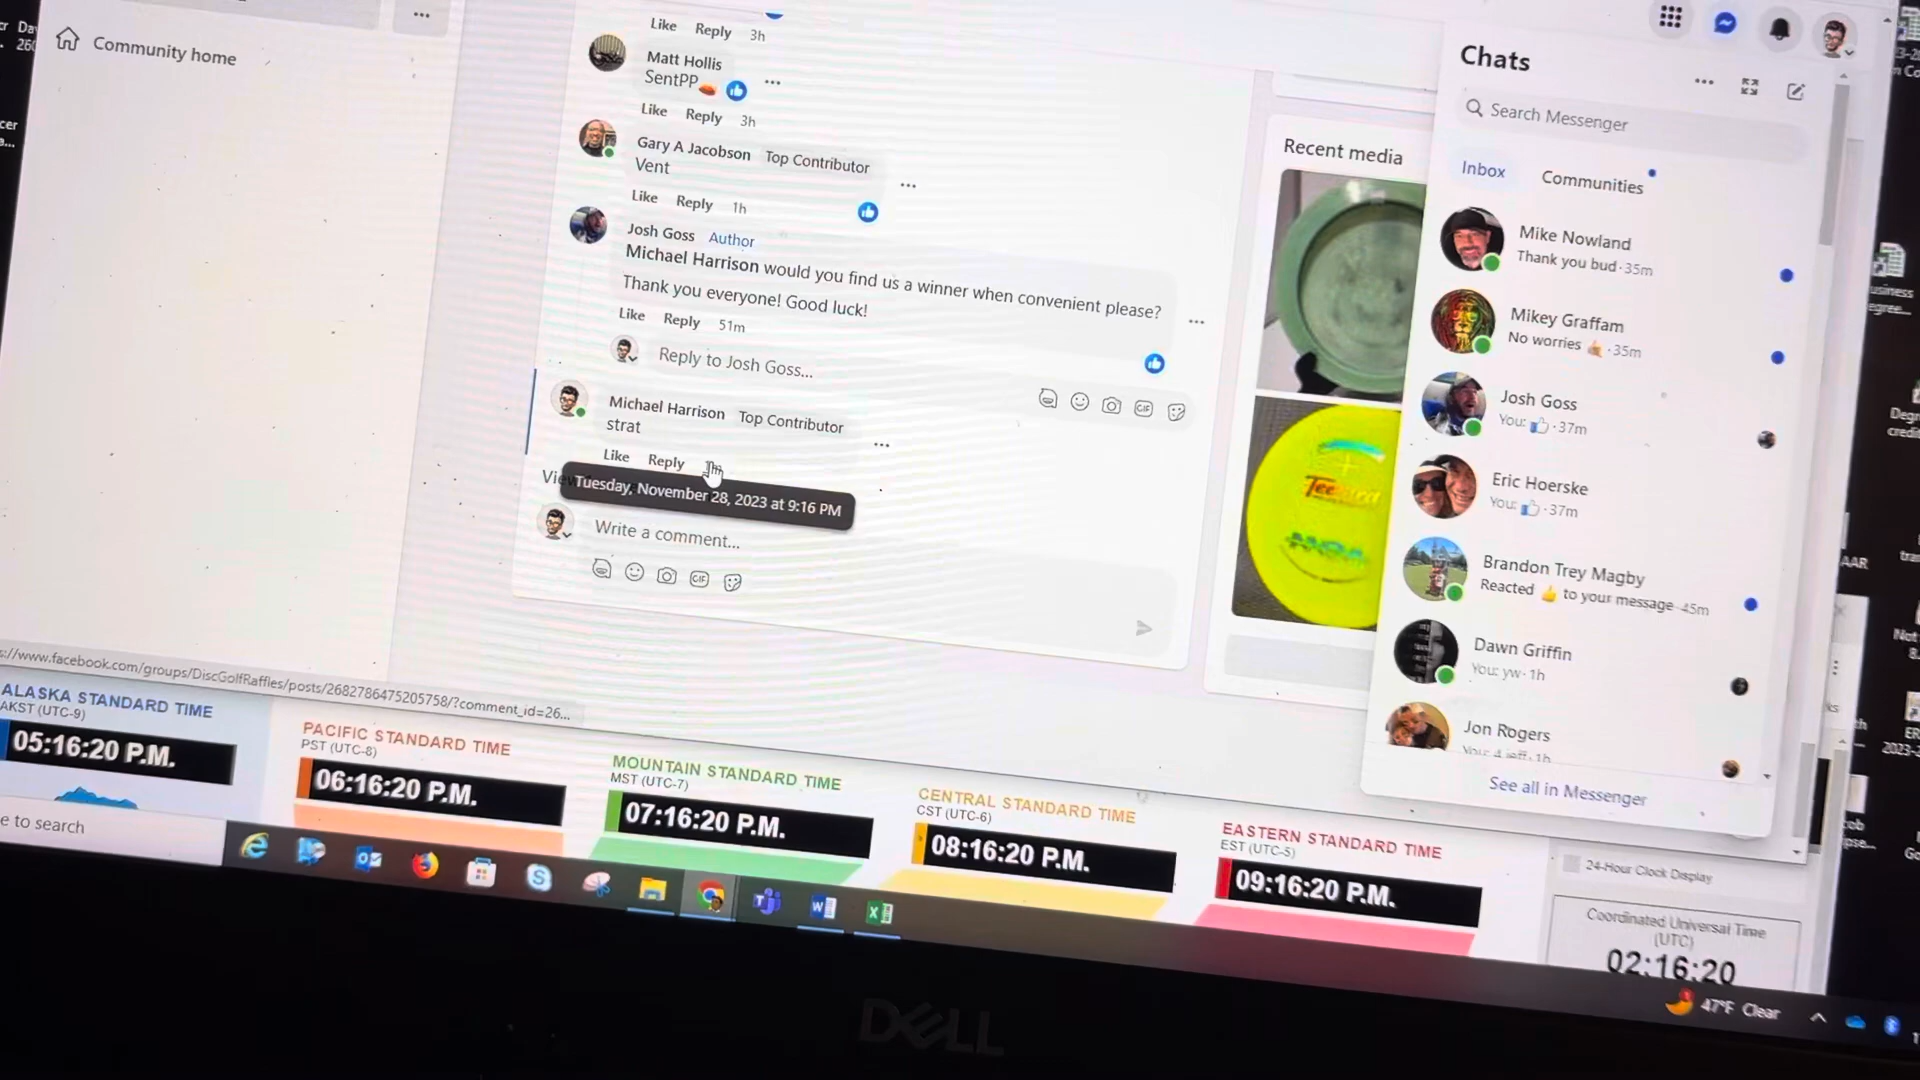 Community home
Like Reply 3h
Matt Hollis
SentPP
Like Reply 3h
Gary A Jacobson Top Contributor
Vent
Like Reply 1h
Josh Goss Author
Michael Harrison would you find us a winner when convenient please?
Thank you everyone! Good luck!
Like Reply 51m
Reply to Josh Goss...
GIF
Michael Harrison Top Contributor
strat
Like Reply
Tuesday, November 28, 2023 at 9:16 PM
Write a comment...
GIF
s://www.facebook.com/groups/DiscGolfRaffles/posts/2682786475205758/?comment_id=26...
Recent media
Chats
Search Messenger
Inbox Communities
Mike Nowland
Thank you bud · 35m
Mikey Graffam
No worries · 35m
Josh Goss
You: · 37m
Eric Hoerske
You: · 37m
Brandon Trey Magby
Reacted 👍 to your message · 45m
Dawn Griffin
You: yw · 1h
Jon Rogers
See all in Messenger
ALASKA STANDARD TIME
AKST (UTC-9)
05:16:20 P.M.
PACIFIC STANDARD TIME
PST (UTC-8)
06:16:20 P.M.
MOUNTAIN STANDARD TIME
MST (UTC-7)
07:16:20 P.M.
CENTRAL STANDARD TIME
CST (UTC-6)
08:16:20 P.M.
EASTERN STANDARD TIME
EST (UTC-5)
09:16:20 P.M.
24-Hour Clock Display
Coordinated Universal Time
(UTC)
02:16:20
e to search
47°F Clear
DELL